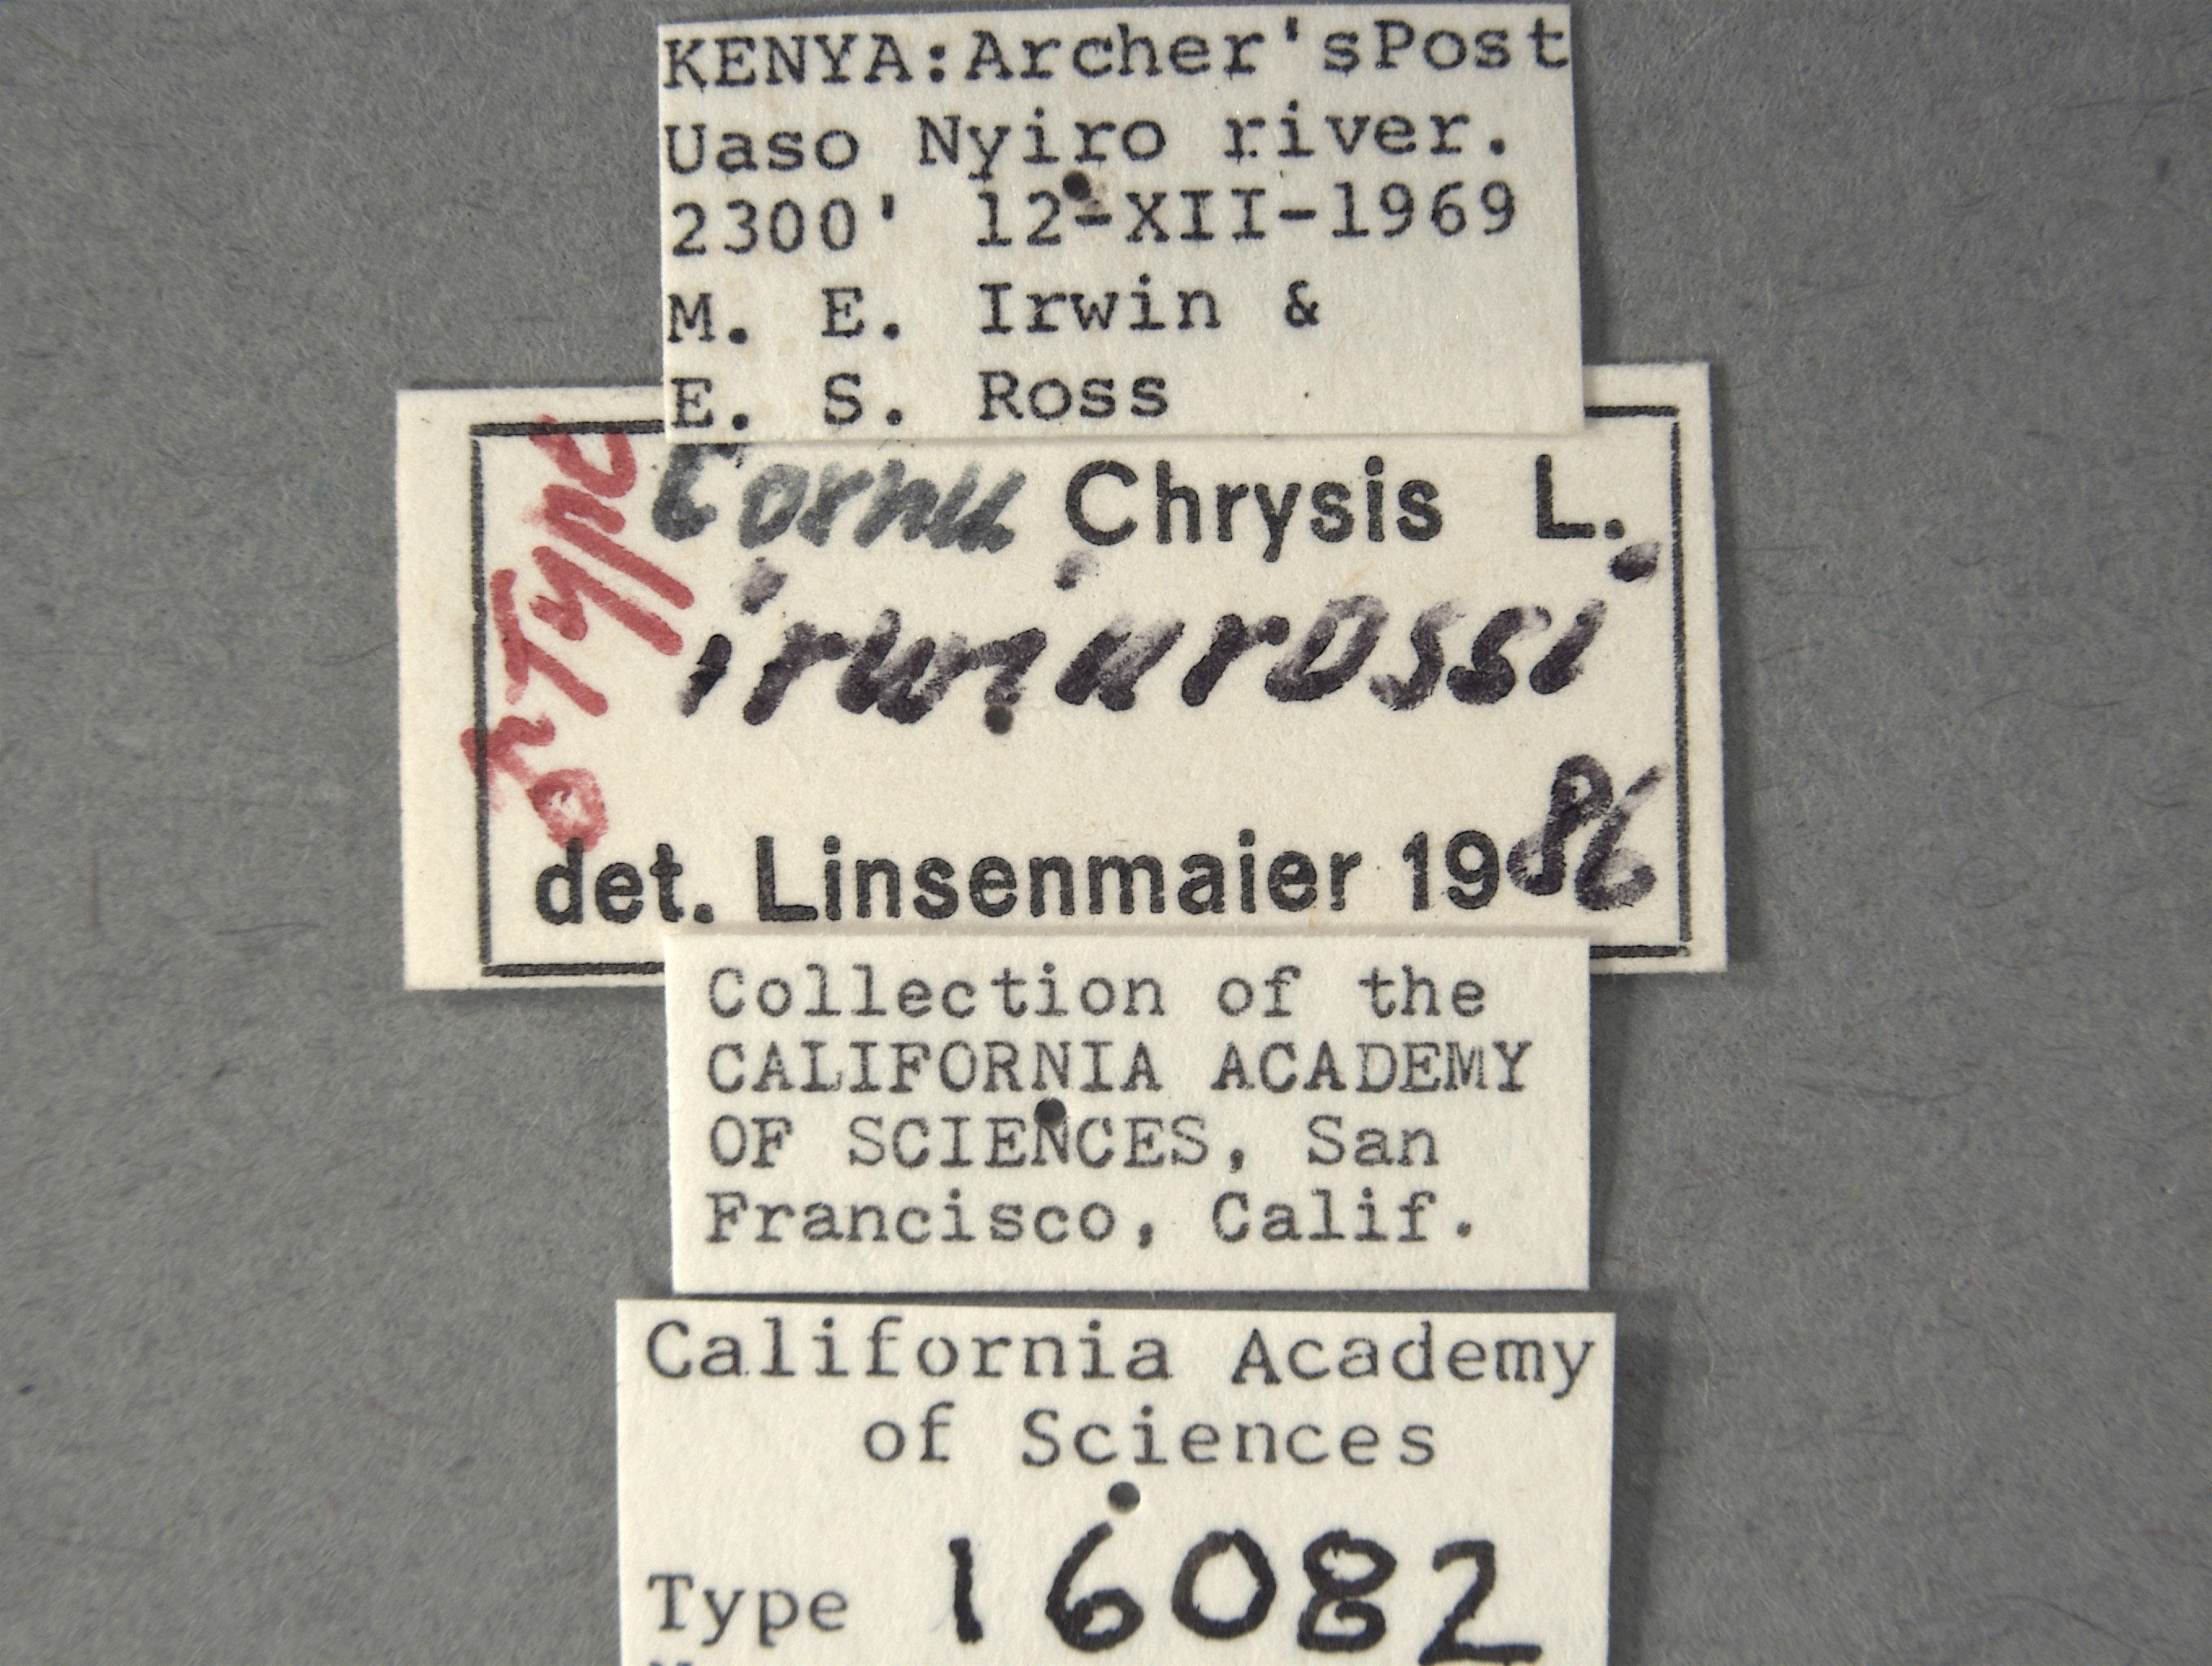 KENYA:Archer'sPost
Uaso Nyiro river.
2300' 12-XII-1969
M. E. Irwin &
E. S. Ross
♂ Type
Cornu Chrysis L.
irwinrossi
det. Linsenmaier 1986
Collection of the
CALIFORNIA ACADEMY
OF SCIENCES, San
Francisco, Calif.
California Academy
of Sciences
Type 16082